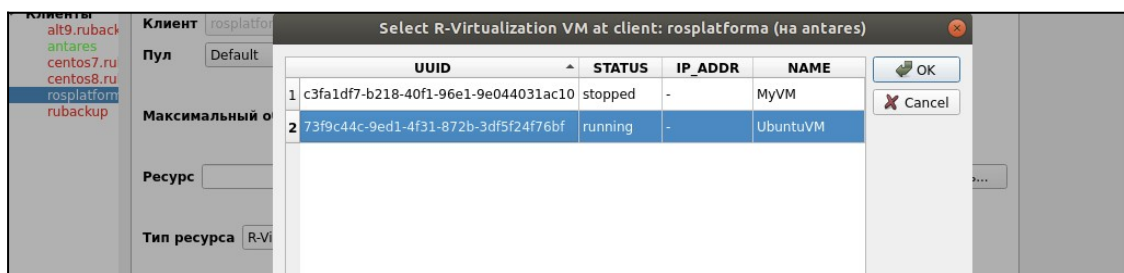 Клиенты
alt9.ruback
antares
centos7.ru
centos8.ru
rosplatform
rubackup
Клиент rosplatfor
Пул Default
Максимальный о
Ресурс
Тип ресурса R-Vi
Select R-Virtualization VM at client: rosplatforma (на antares)
UUID STATUS IP_ADDR NAME
1 c3fa1df7-b218-40f1-96e1-9e044031ac10 stopped - MyVM
2 73f9c44c-9ed1-4f31-872b-3df5f24f76bf running - UbuntuVM
OK
Cancel